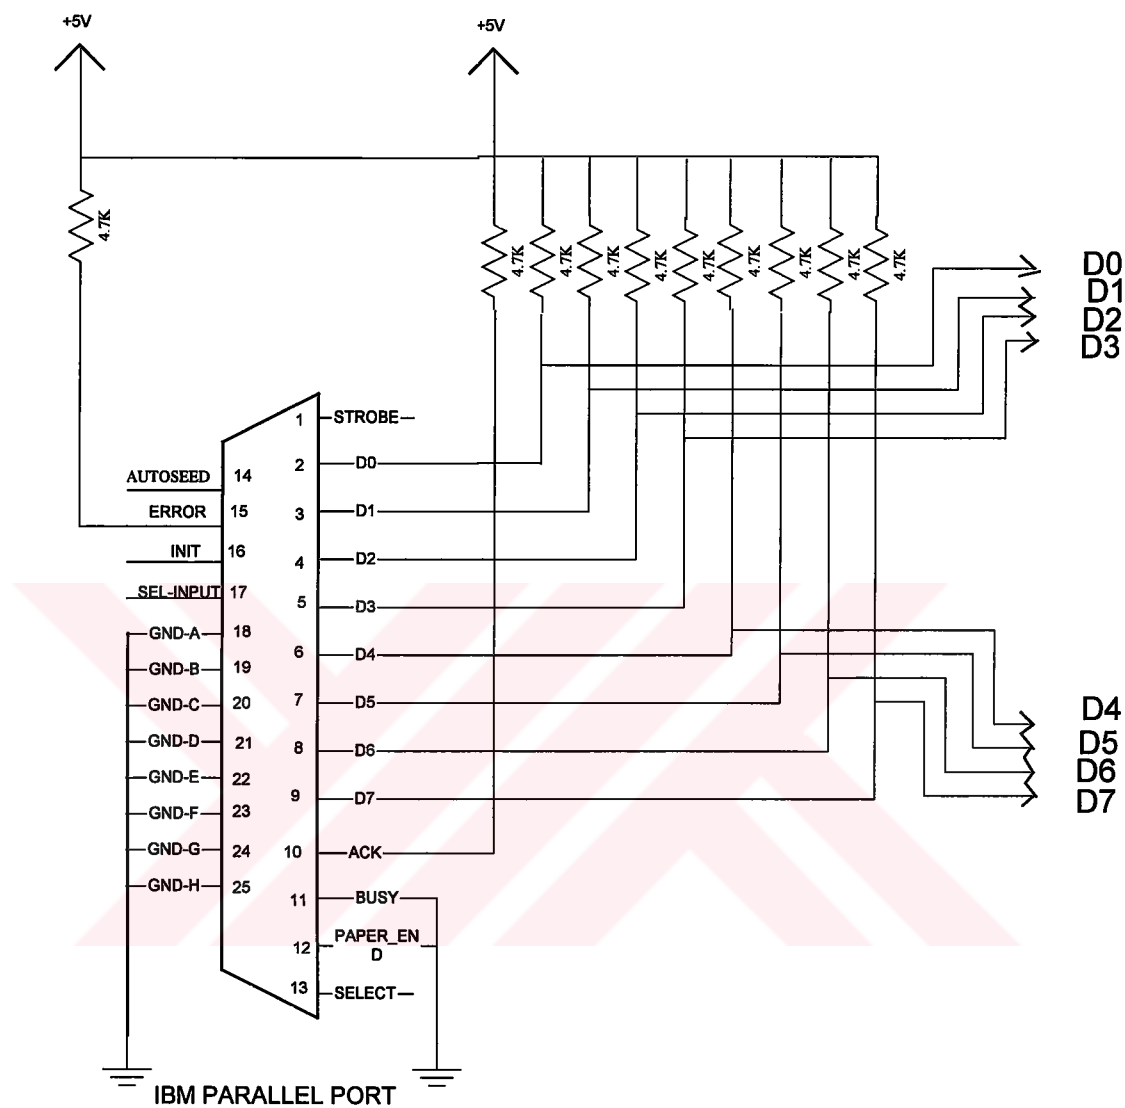 +5V
+5V
4.7K
4.7K
4.7K
4.7K
4.7K
4.7K
4.7K
4.7K
4.7K
4.7K
D0
D1
D2
D3
1 STROBE
2 D0
3 D1
4 D2
5 D3
6 D4
7 D5
8 D6
9 D7
10 ACK
11 BUSY
12 PAPER_EN
D
13 SELECT
AUTOSEED 14
ERROR 15
INIT 16
SEL-INPUT 17
GND-A 18
GND-B 19
GND-C 20
GND-D 21
GND-E 22
GND-F 23
GND-G 24
GND-H 25
D4
D5
D6
D7
IBM PARALLEL PORT